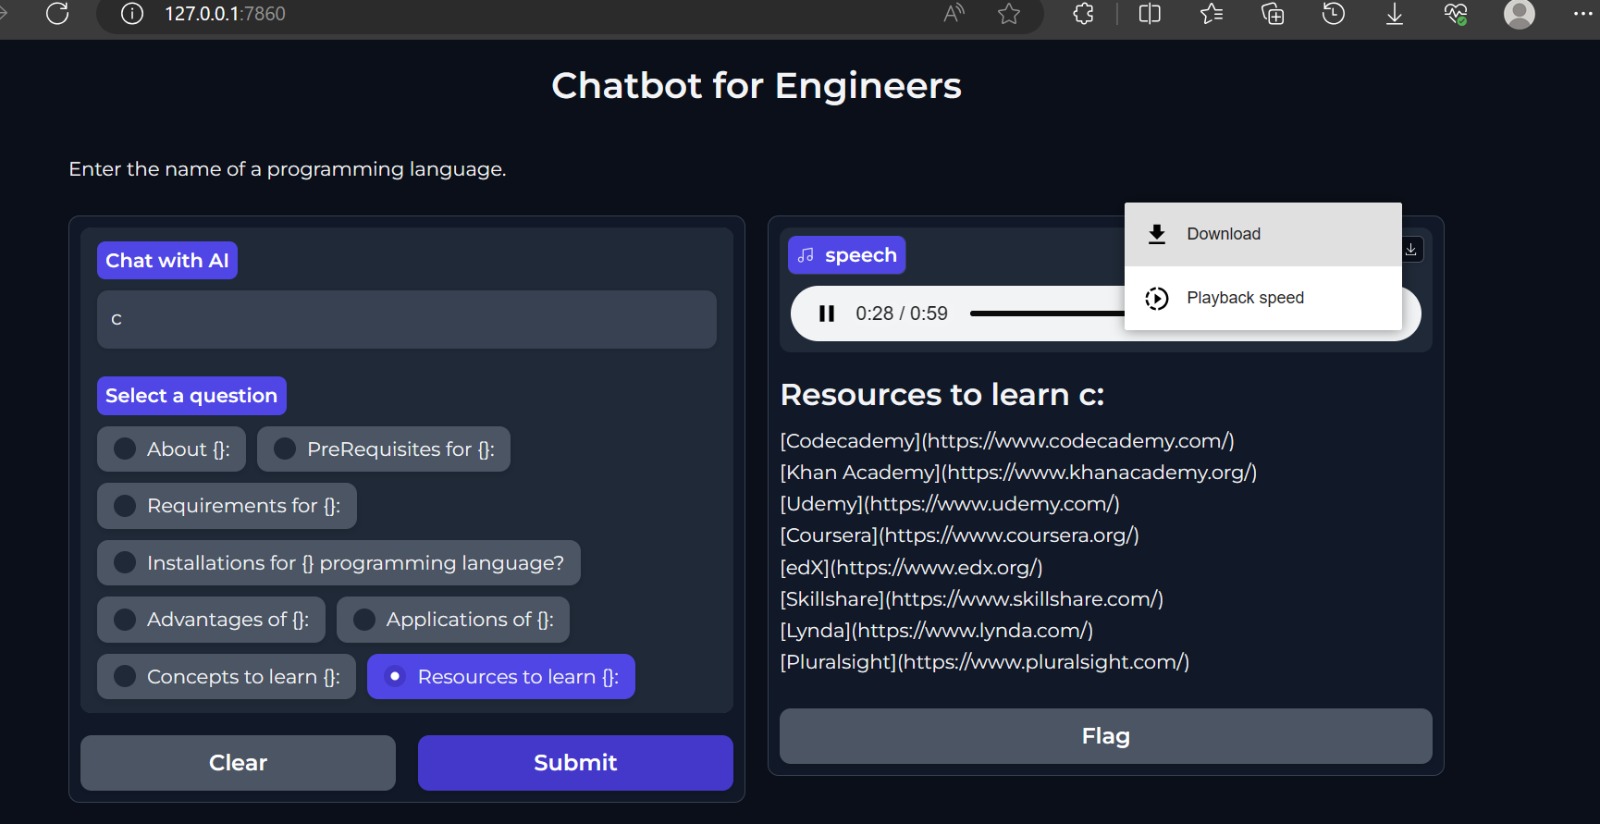 127.0.0.1:7860
Chatbot for Engineers
Enter the name of a programming language.
Chat with AI
c
Select a question
About {}:
PreRequisites for {}:
Requirements for {}:
Installations for {} programming language?
Advantages of {}:
Applications of {}:
Concepts to learn {}:
Resources to learn {}:
Clear
Submit
speech
Download
Playback speed
0:28 / 0:59
Resources to learn c:
[Codecademy](https://www.codecademy.com/)
[Khan Academy](https://www.khanacademy.org/)
[Udemy](https://www.udemy.com/)
[Coursera](https://www.coursera.org/)
[edX](https://www.edx.org/)
[Skillshare](https://www.skillshare.com/)
[Lynda](https://www.lynda.com/)
[Pluralsight](https://www.pluralsight.com/)
Flag